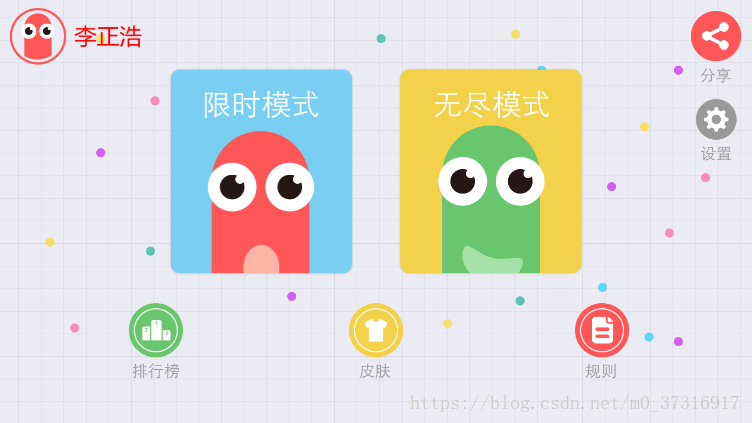 李正浩
限时模式
无尽模式
分享
设置
排行榜
皮肤
规则
https://blog.csdn.net/m0_37316917